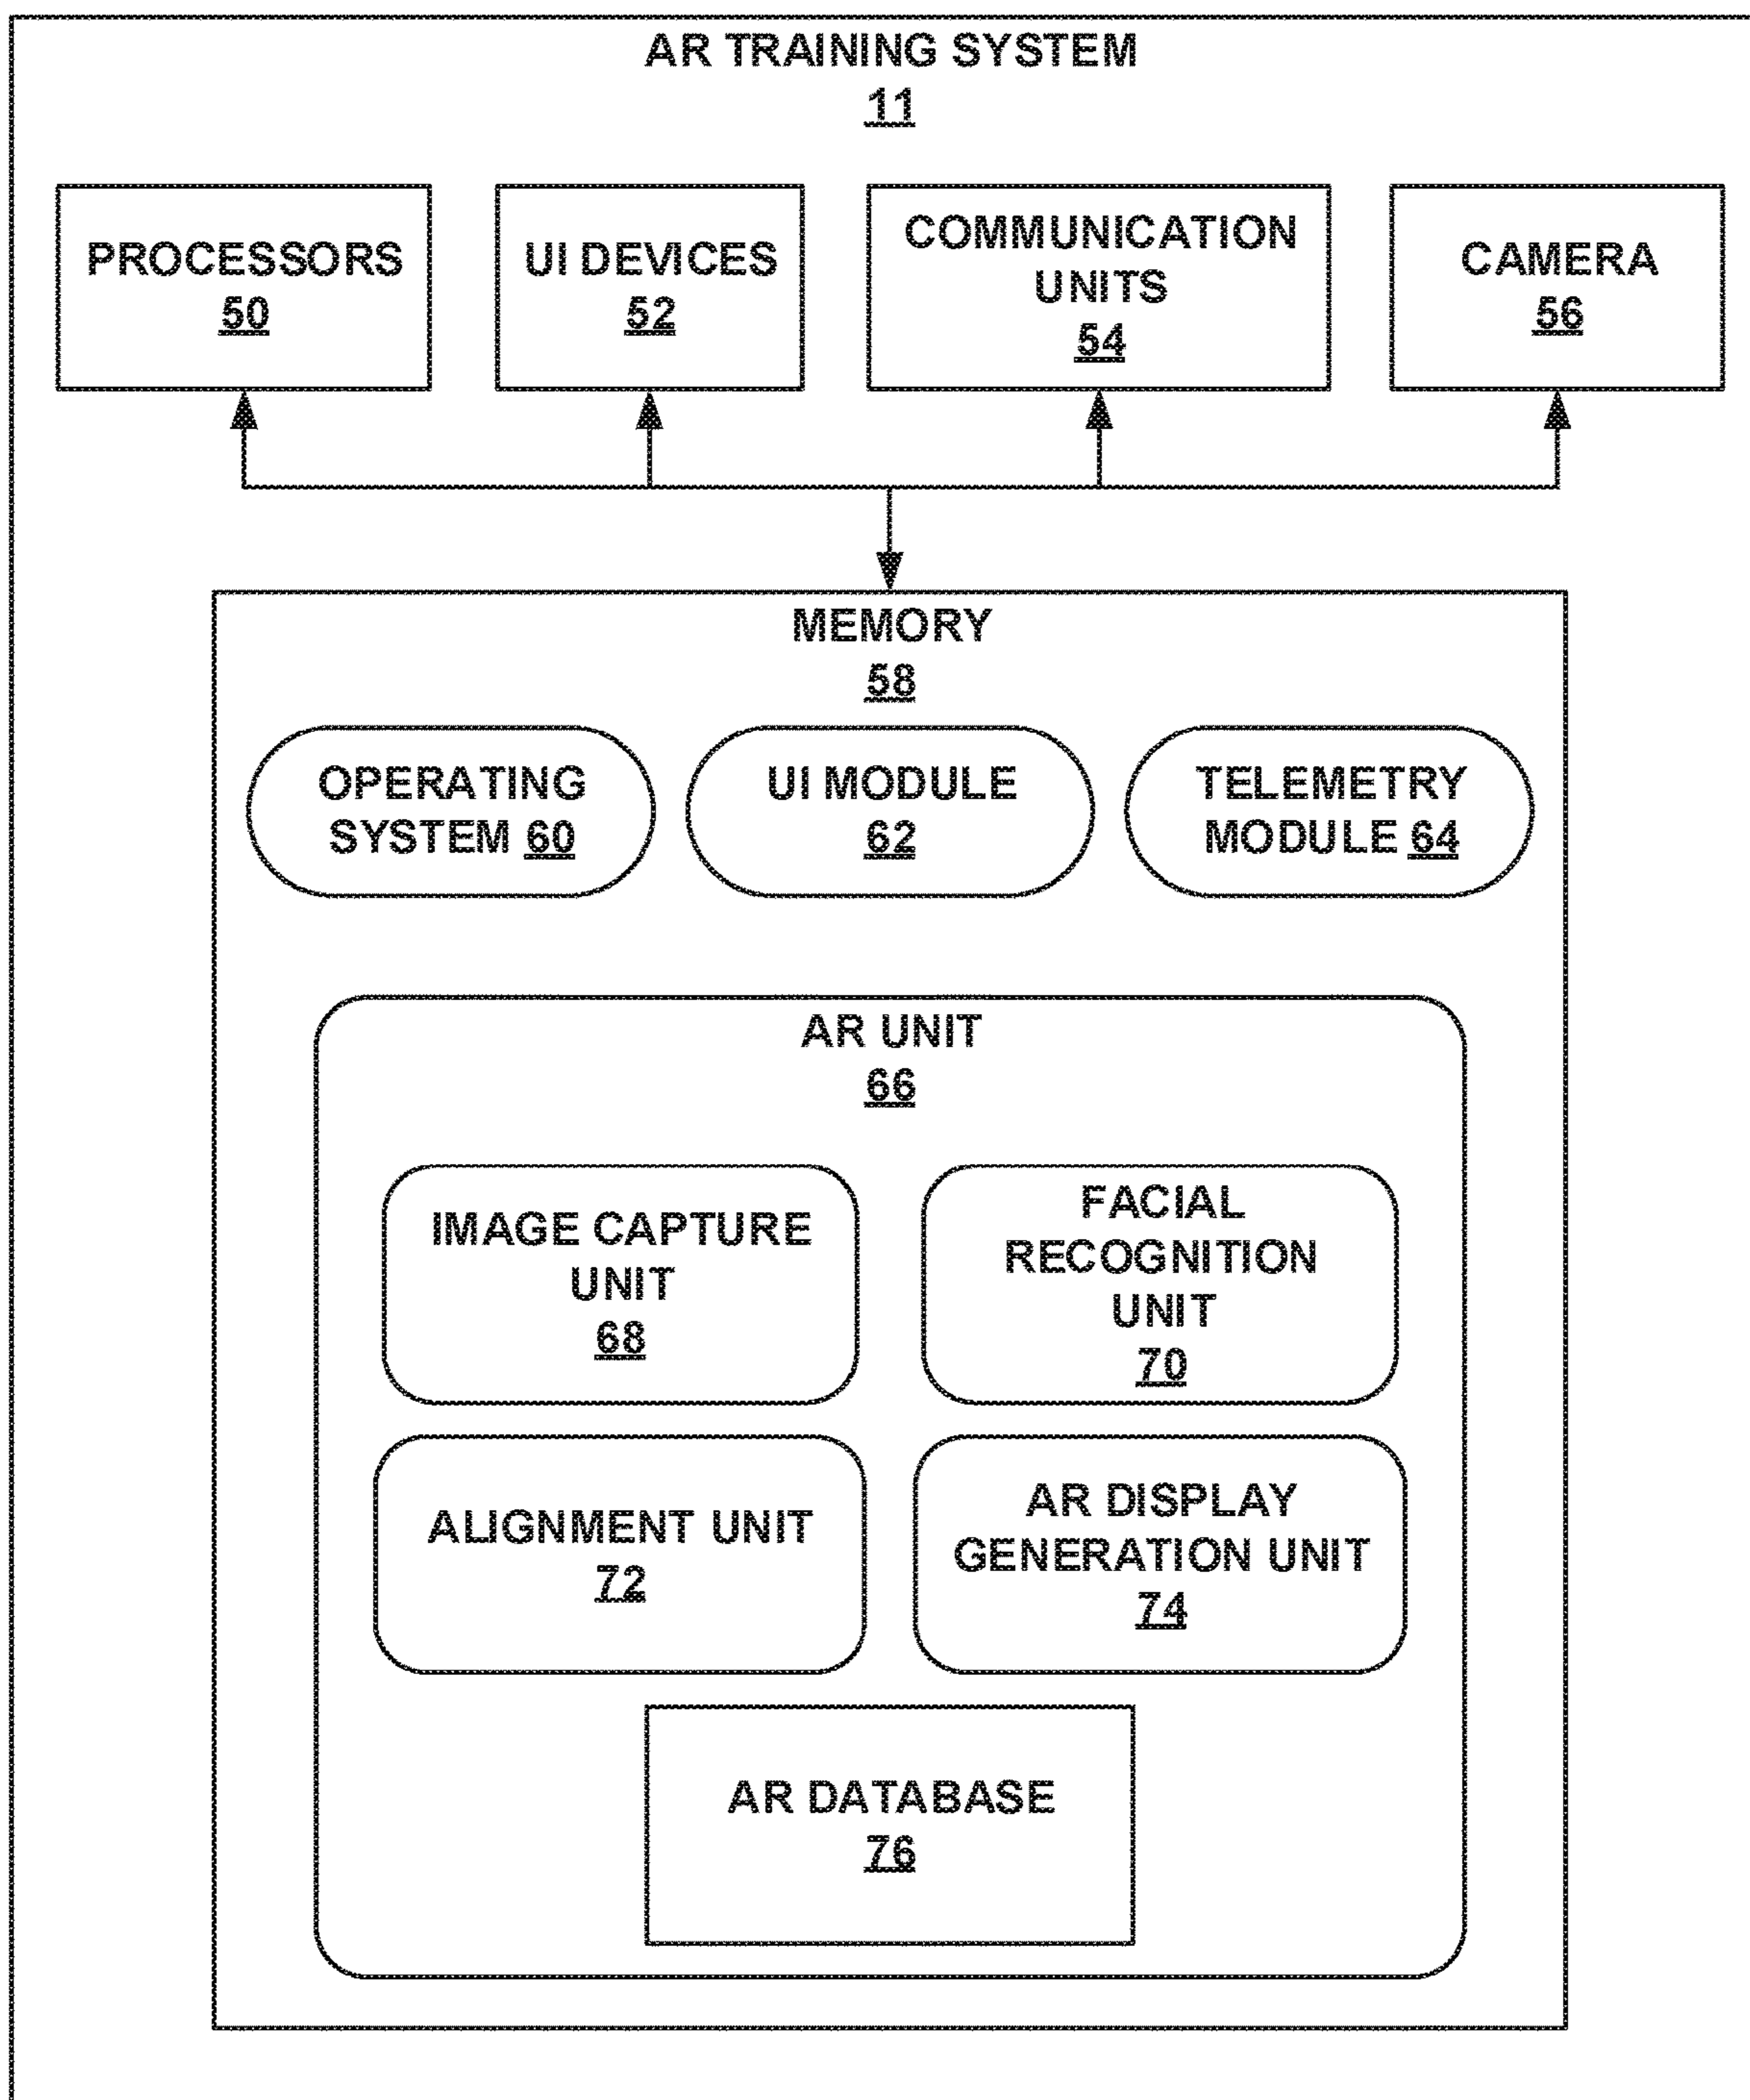 AR TRAINING SYSTEM
11
PROCESSORS
50
UI DEVICES
52
COMMUNICATION
UNITS
54
CAMERA
56
MEMORY
58
OPERATING
SYSTEM 60
UI MODULE
62
TELEMETRY
MODULE 64
AR UNIT
66
IMAGE CAPTURE
UNIT
68
FACIAL
RECOGNITION
UNIT
70
ALIGNMENT UNIT
72
AR DISPLAY
GENERATION UNIT
74
AR DATABASE
76